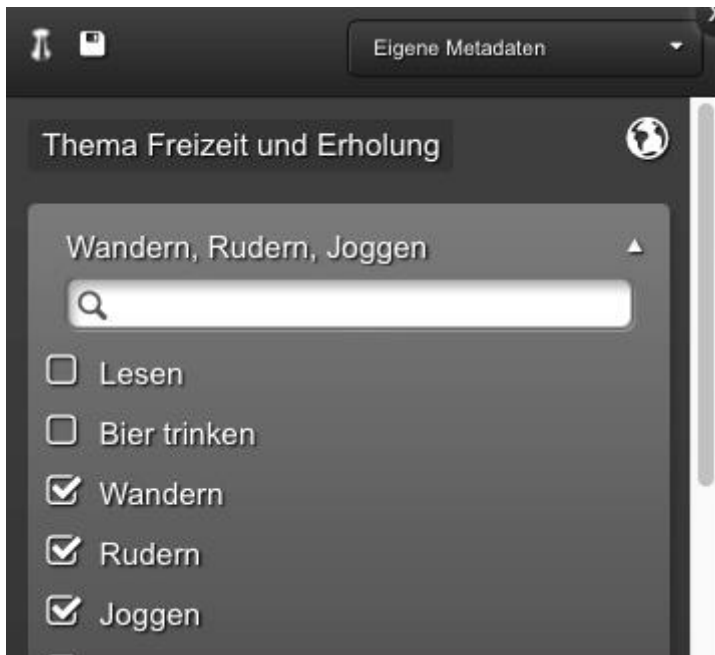 Eigene Metadaten
Thema Freizeit und Erholung
Wandern, Rudern, Joggen
Lesen
Bier trinken
Wandern
Rudern
Joggen